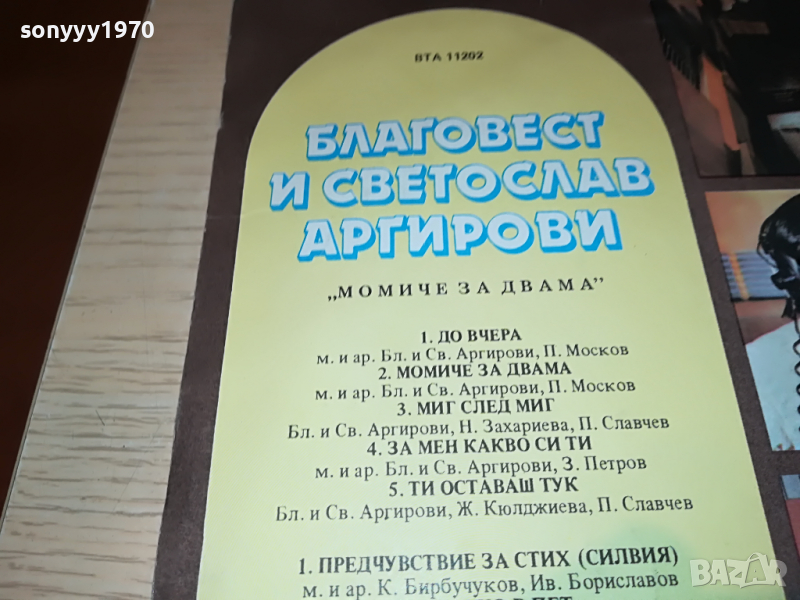 sonyyy1970
ВТА 11202
БЛАГОВЕСТ
И СВЕТОСЛАВ
АРГИРОВИ
„МОМИЧЕ ЗА ДВАМА”
1. ДО ВЧЕРА
м. и ар. Бл. и Св. Аргирови, П. Москов
2. МОМИЧЕ ЗА ДВАМА
м. и ар. Бл. и Св. Аргирови, П. Москов
3. МИГ СЛЕД МИГ
Бл. и Св. Аргирови, Н. Захариева, П. Славчев
4. ЗА МЕН КАКВО СИ ТИ
м. и ар. Бл. и Св. Аргирови, З. Петров
5. ТИ ОСТАВАШ ТУК
Бл. и Св. Аргирови, Ж. Кюлджиева, П. Славчев
1. ПРЕДЧУВСТВИЕ ЗА СТИХ (СИЛВИЯ)
м. и ар. К. Бирбучуков, Ив. Бориславов
BAZAR